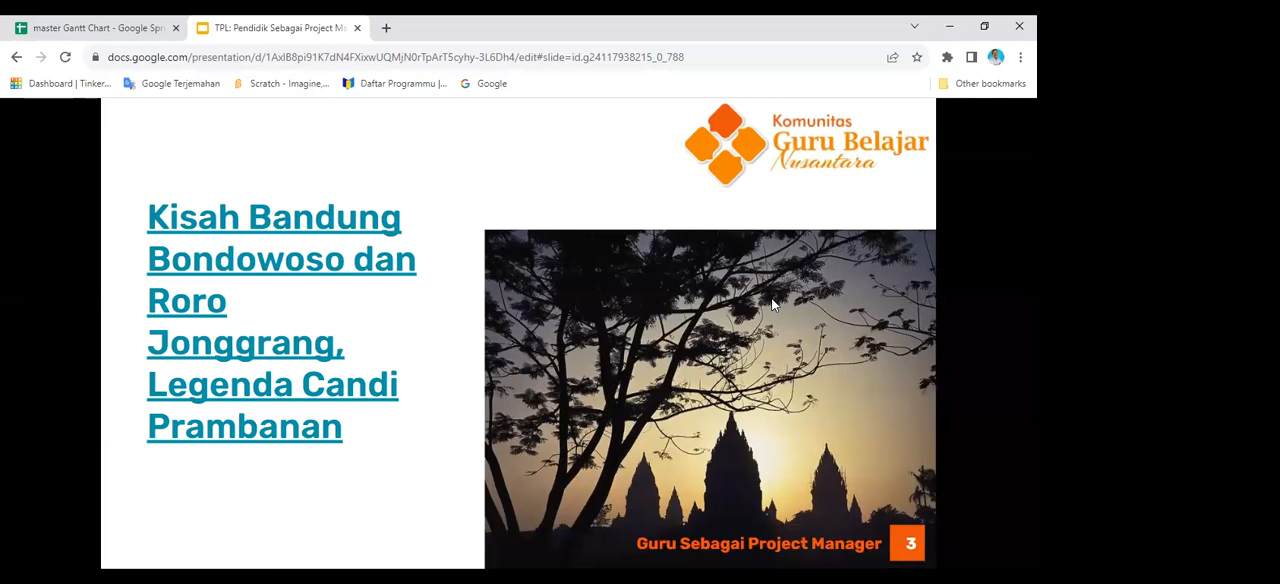 master Gantt Chart - Google Spr
TPL: Pendidik Sebagai Project Ma
docs.google.com/presentation/d/1AxlB8pi91K7dN4FXixwUQMjN0rTpArT5cyhy-3L6Dh4/edit#slide=id.g24117938215_0_788
Dashboard | Tinker...
Google Terjemahan
Scratch - Imagine,...
Daftar Programmu |...
Google
Other bookmarks
Komunitas
Guru Belajar
Nusantara
Kisah Bandung
Bondowoso dan
Roro
Jonggrang,
Legenda Candi
Prambanan
Guru Sebagai Project Manager
3